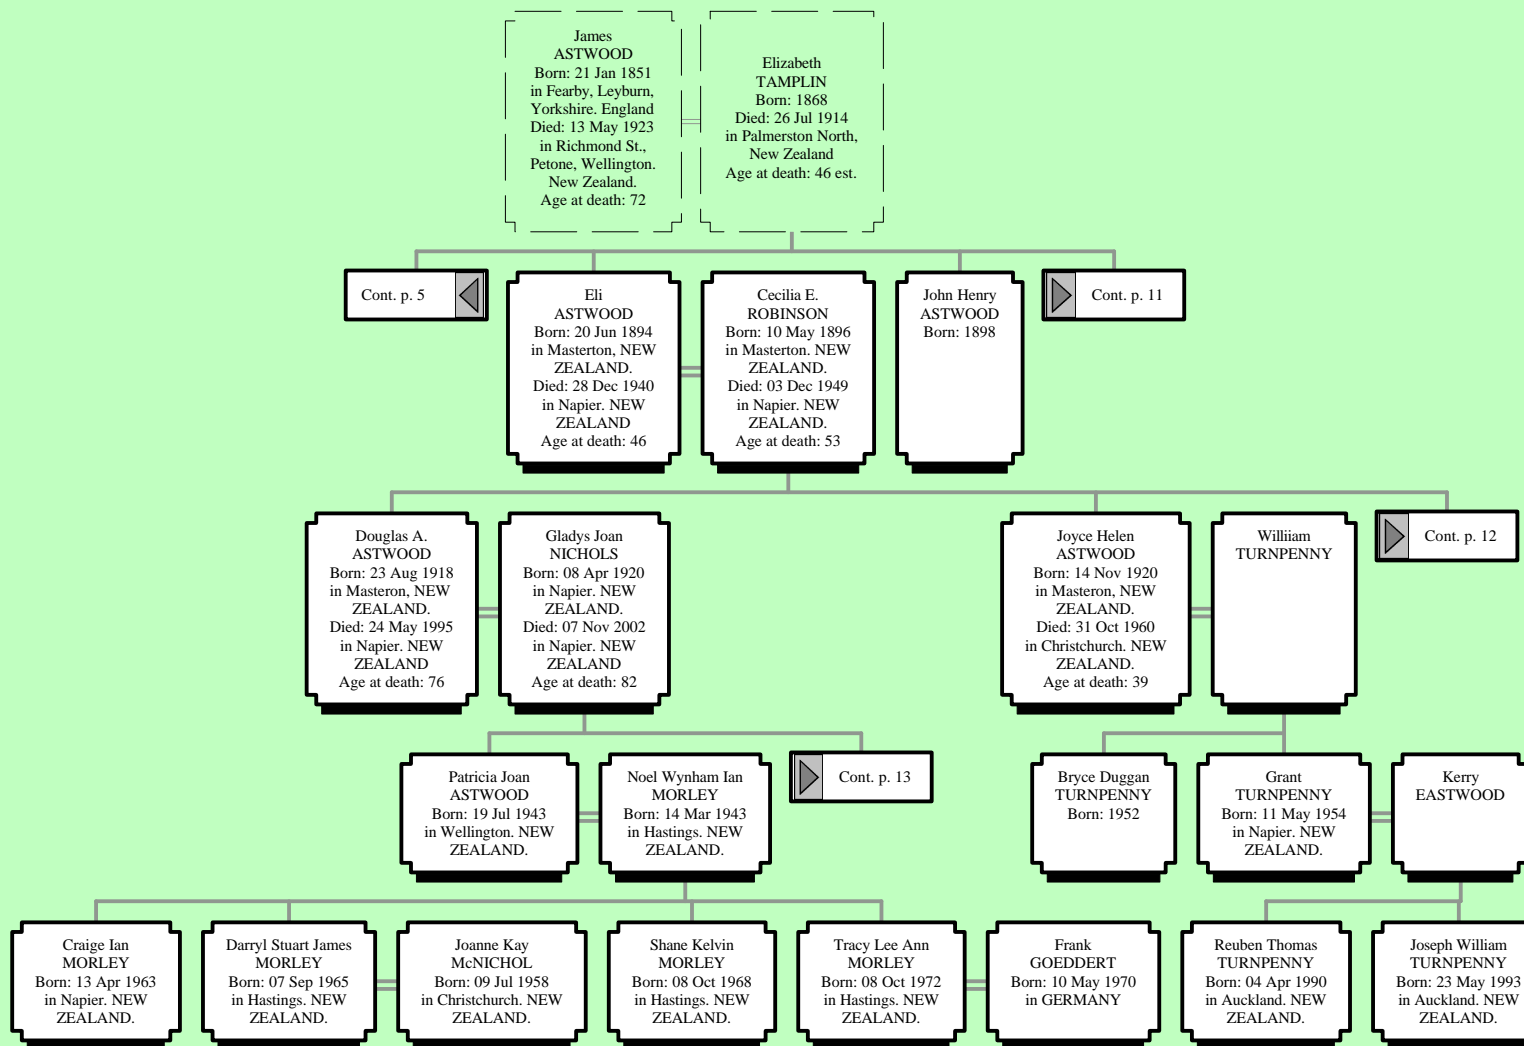 James
ASTWOOD
Born: 21 Jan 1851
in Fearby, Leyburn,
Yorkshire. England
Died: 13 May 1923
in Richmond St.,
Petone, Wellington.
New Zealand.
Age at death: 72
Elizabeth
TAMPLIN
Born: 1868
Died: 26 Jul 1914
in Palmerston North,
New Zealand
Age at death: 46 est.
Cont. p. 5
Eli
ASTWOOD
Born: 20 Jun 1894
in Masterton, NEW
ZEALAND.
Died: 28 Dec 1940
in Napier. NEW
ZEALAND
Age at death: 46
Cecilia E.
ROBINSON
Born: 10 May 1896
in Masterton. NEW
ZEALAND.
Died: 03 Dec 1949
in Napier. NEW
ZEALAND.
Age at death: 53
John Henry
ASTWOOD
Born: 1898
Cont. p. 11
Douglas A.
ASTWOOD
Born: 23 Aug 1918
in Masteron, NEW
ZEALAND.
Died: 24 May 1995
in Napier. NEW
ZEALAND
Age at death: 76
Gladys Joan
NICHOLS
Born: 08 Apr 1920
in Napier. NEW
ZEALAND.
Died: 07 Nov 2002
in Napier. NEW
ZEALAND
Age at death: 82
Joyce Helen
ASTWOOD
Born: 14 Nov 1920
in Masteron, NEW
ZEALAND.
Died: 31 Oct 1960
in Christchurch. NEW
ZEALAND.
Age at death: 39
Williiam
TURNPENNY
Cont. p. 12
Patricia Joan
ASTWOOD
Born: 19 Jul 1943
in Wellington. NEW
ZEALAND.
Noel Wynham Ian
MORLEY
Born: 14 Mar 1943
in Hastings. NEW
ZEALAND.
Cont. p. 13
Bryce Duggan
TURNPENNY
Born: 1952
Grant
TURNPENNY
Born: 11 May 1954
in Napier. NEW
ZEALAND.
Kerry
EASTWOOD
Craige Ian
MORLEY
Born: 13 Apr 1963
in Napier. NEW
ZEALAND.
Darryl Stuart James
MORLEY
Born: 07 Sep 1965
in Hastings. NEW
ZEALAND.
Joanne Kay
McNICHOL
Born: 09 Jul 1958
in Christchurch. NEW
ZEALAND.
Shane Kelvin
MORLEY
Born: 08 Oct 1968
in Hastings. NEW
ZEALAND.
Tracy Lee Ann
MORLEY
Born: 08 Oct 1972
in Hastings. NEW
ZEALAND.
Frank
GOEDDERT
Born: 10 May 1970
in GERMANY
Reuben Thomas
TURNPENNY
Born: 04 Apr 1990
in Auckland. NEW
ZEALAND.
Joseph William
TURNPENNY
Born: 23 May 1993
in Auckland. NEW
ZEALAND.